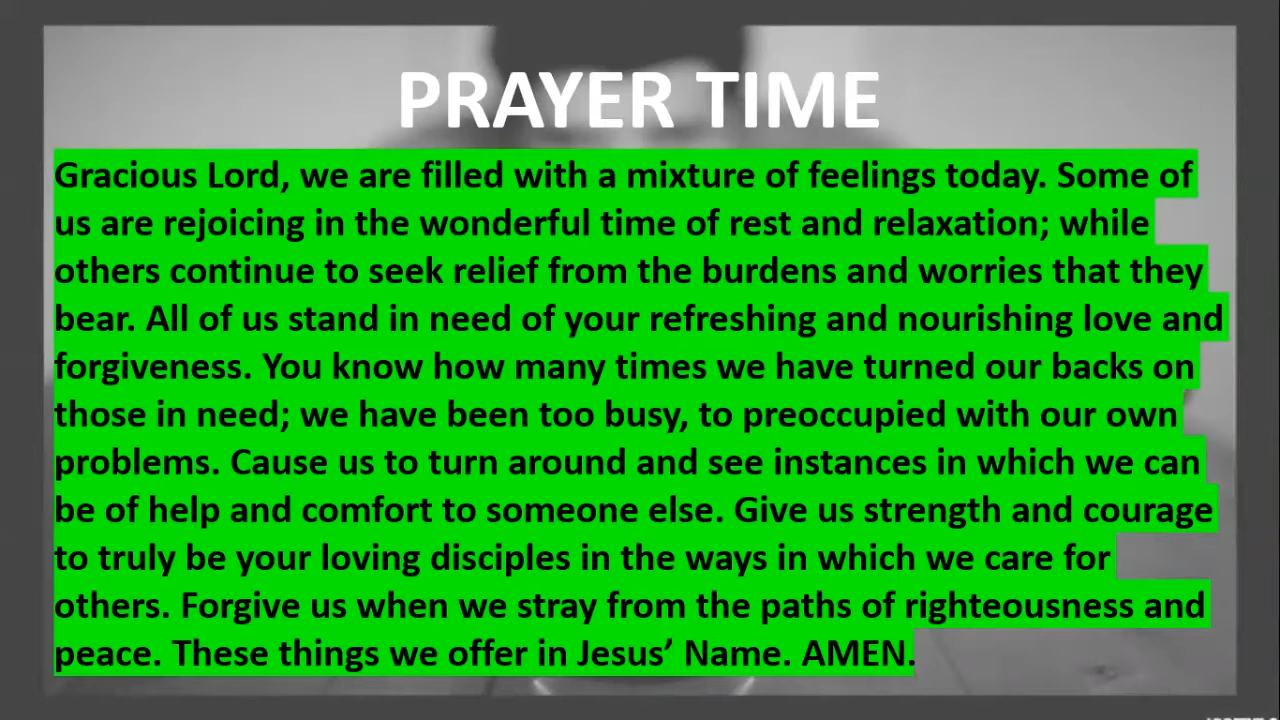 PRAYER TIME
Gracious Lord, we are filled with a mixture of feelings today. Some of
us are rejoicing in the wonderful time of rest and relaxation; while
others continue to seek relief from the burdens and worries that they
bear. All of us stand in need of your refreshing and nourishing love and
forgiveness. You know how many times we have turned our backs on
those in need; we have been too busy, to preoccupied with our own
problems. Cause us to turn around and see instances in which we can
be of help and comfort to someone else. Give us strength and courage
to truly be your loving disciples in the ways in which we care for
others. Forgive us when we stray from the paths of righteousness and
peace. These things we offer in Jesus’ Name. AMEN.